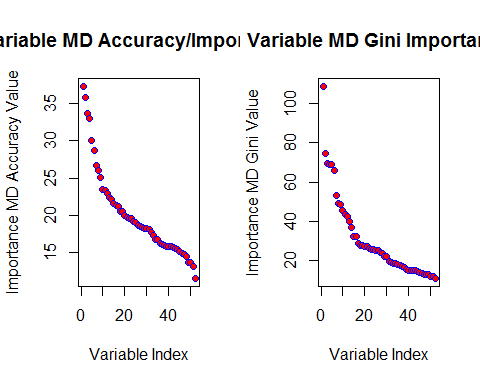 ariable MD Accuracy/Impor
Importance MD Accuracy Value
35
30
25
20
15
0
20
40
Variable Index
Variable MD Gini Importan
Importance MD Gini Value
100
80
60
40
20
0
20
40
Variable Index